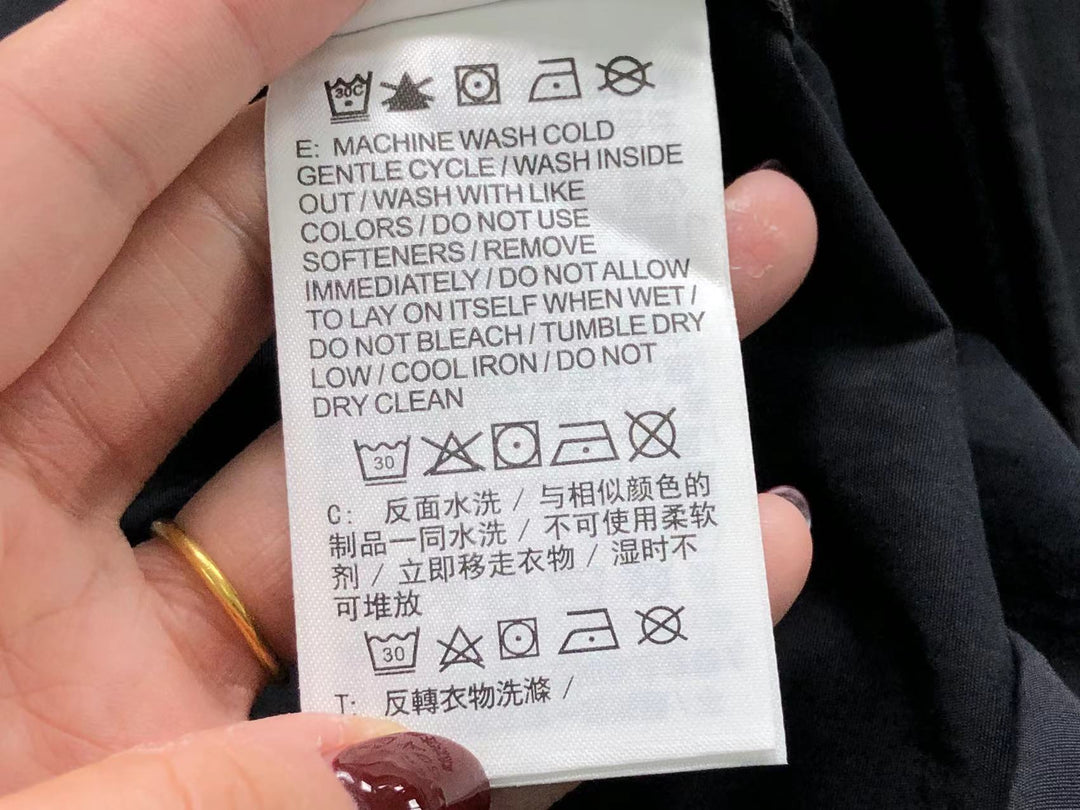 30C
E: MACHINE WASH COLD
GENTLE CYCLE / WASH INSIDE
OUT / WASH WITH LIKE
COLORS / DO NOT USE
SOFTENERS / REMOVE
IMMEDIATELY / DO NOT ALLOW
TO LAY ON ITSELF WHEN WET /
DO NOT BLEACH / TUMBLE DRY
LOW / COOL IRON / DO NOT
DRY CLEAN
30
C: 反面水洗 / 与相似颜色的
制品一同水洗 / 不可使用柔软
剂 / 立即移走衣物 / 湿时不
可堆放
30
T: 反轉衣物洗滌 /